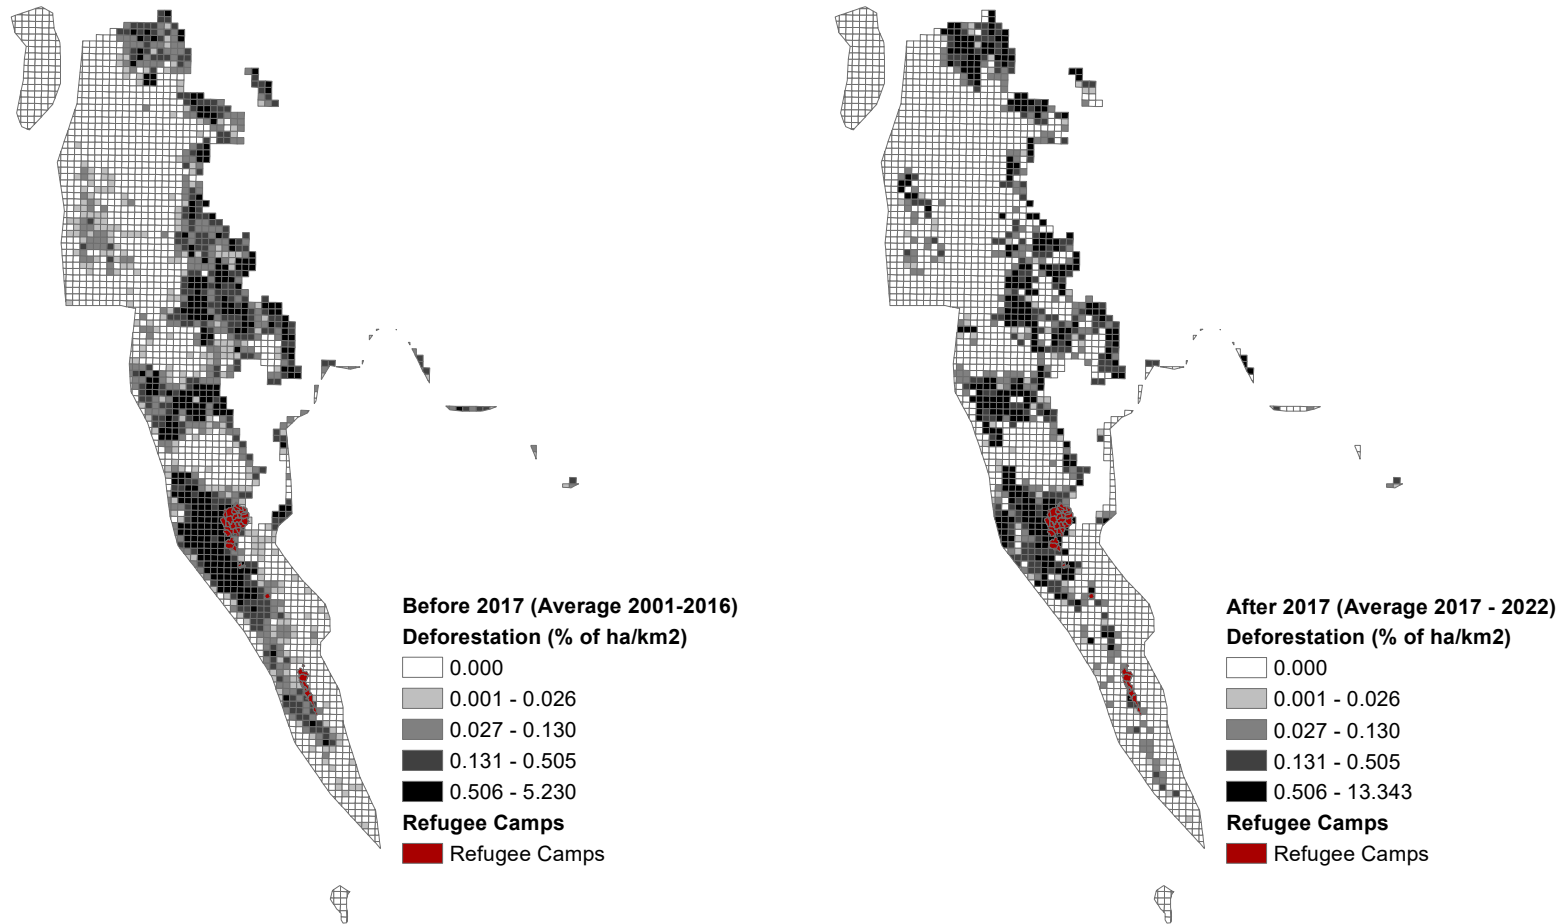 Before 2017 (Average 2001-2016)
Deforestation (% of ha/km2)
0.000
0.001 - 0.026
0.027 - 0.130
0.131 - 0.505
0.506 - 5.230
Refugee Camps
Refugee Camps
After 2017 (Average 2017 - 2022)
Deforestation (% of ha/km2)
0.000
0.001 - 0.026
0.027 - 0.130
0.131 - 0.505
0.506 - 13.343
Refugee Camps
Refugee Camps